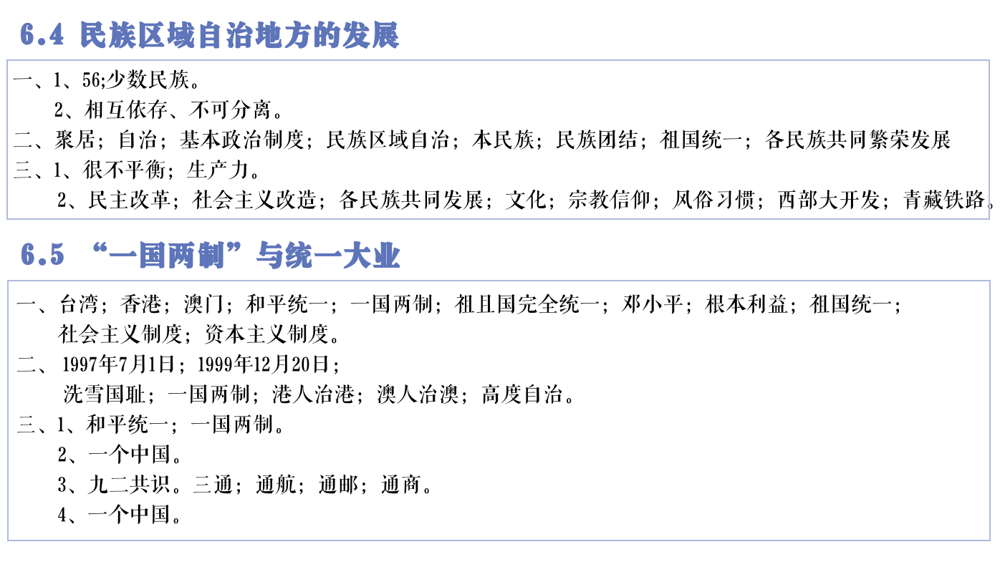 6.4 民族区域自治地方的发展
一、1、56;少数民族。
2、相互依存、不可分离。
二、聚居；自治；基本政治制度；民族区域自治；本民族；民族团结；祖国统一；各民族共同繁荣发展
三、1、很不平衡；生产力。
2、民主改革；社会主义改造；各民族共同发展；文化；宗教信仰；风俗习惯；西部大开发；青藏铁路。
6.5 “一国两制”与统一大业
一、台湾；香港；澳门；和平统一；一国两制；祖且国完全统一；邓小平；根本利益；祖国统一；
社会主义制度；资本主义制度。
二、 1997年7月1日；1999年12月20日；
洗雪国耻；一国两制；港人治港；澳人治澳；高度自治。
三、1、和平统一；一国两制。
2、一个中国。
3、九二共识。三通；通航；通邮；通商。
4、一个中国。